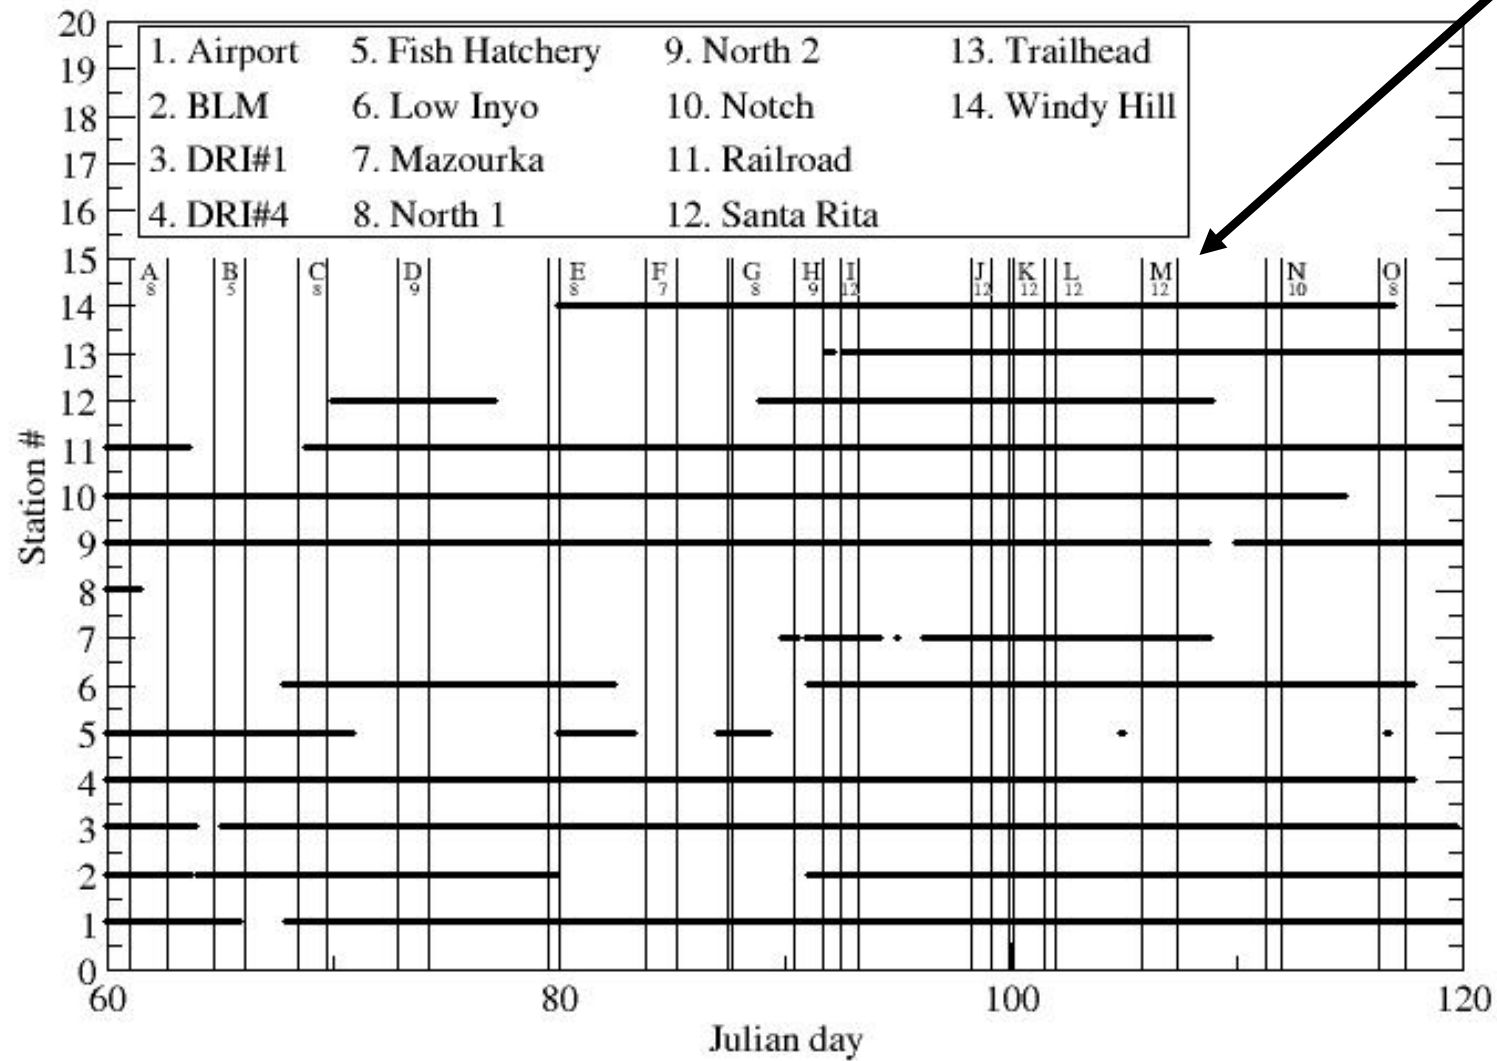 20
19
18
17
16
15
14
13
12
11
10
9
8
7
6
5
4
3
2
1
0
Station #
1. Airport 5. Fish Hatchery 9. North 2 13. Trailhead
2. BLM 6. Low Inyo 10. Notch 14. Windy Hill
3. DRI#1 7. Mazourka 11. Railroad
4. DRI#4 8. North 1 12. Santa Rita
A B C D E F G H I J K L M N O
8 5 8 9 8 7 8 9 12 12 12 12 12 10 8
60 80 100 120
Julian day